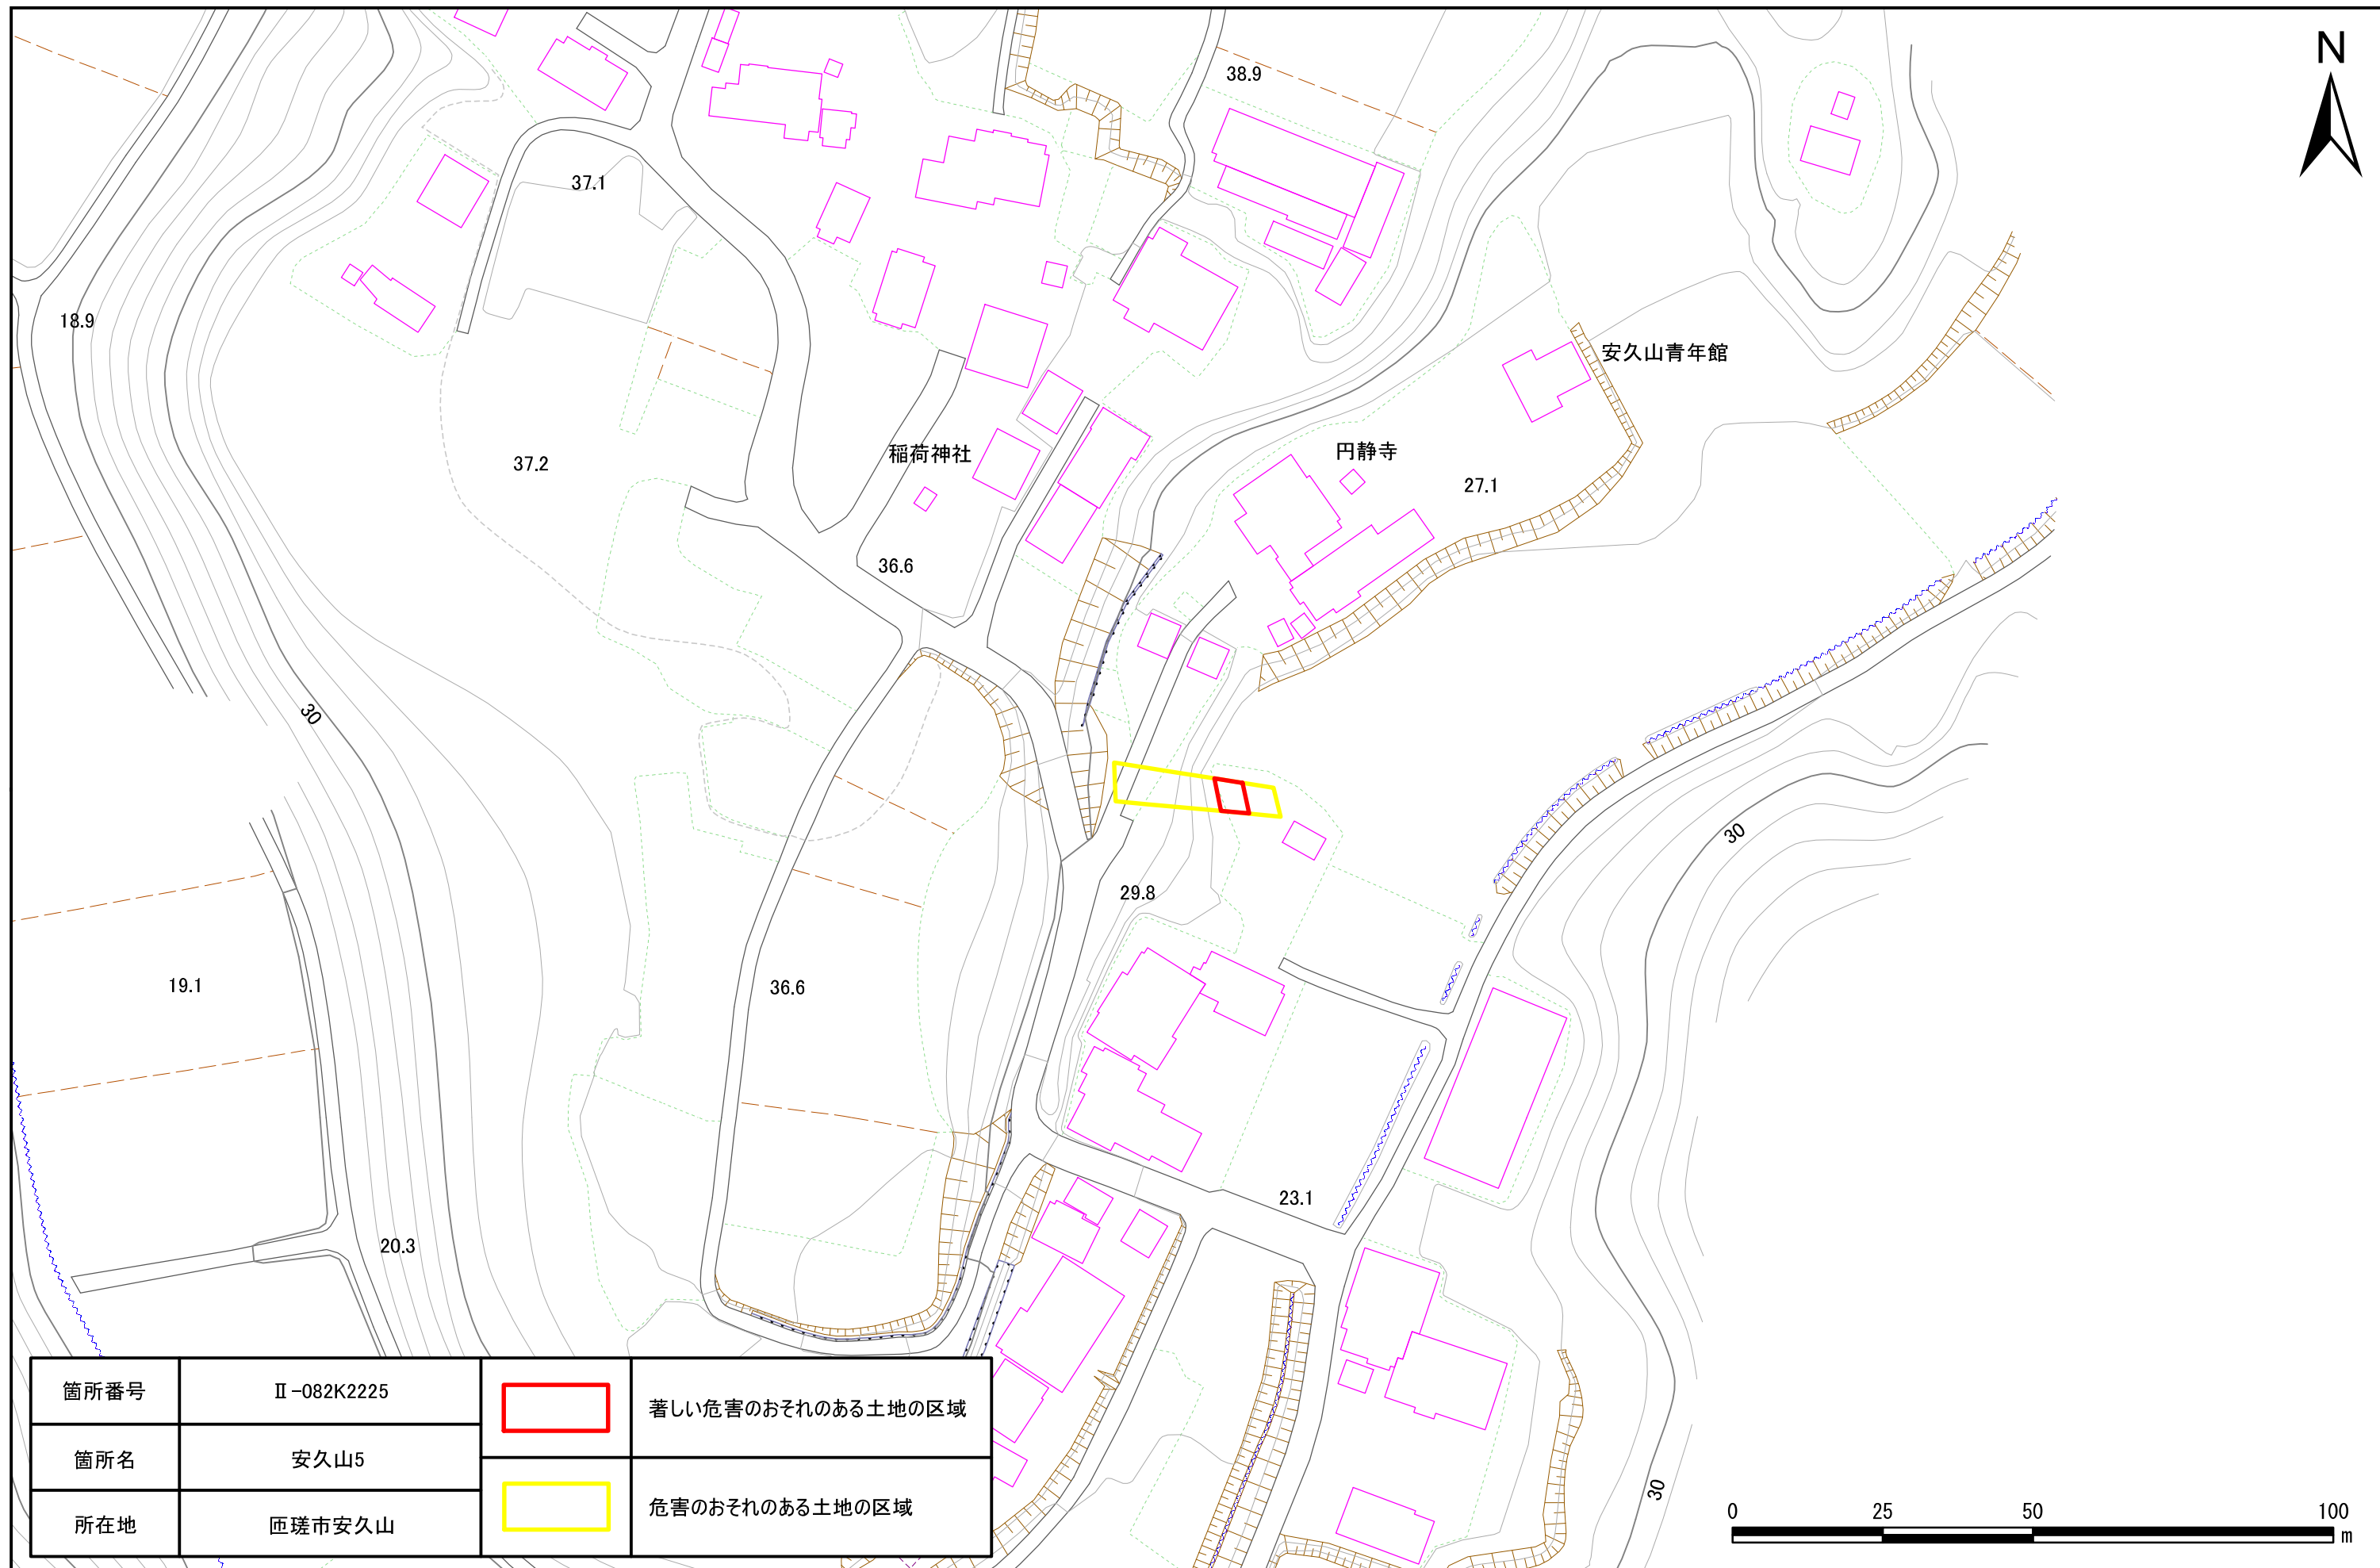 N
38.9
37.1
18.9
安久山青年館
稲荷神社
円静寺
37.2
27.1
36.6
30
30
29.8
19.1
36.6
23.1
20.3
30
箇所番号 Ⅱ-082K2225
箇所名 安久山5
所在地 匝瑳市安久山
著しい危害のおそれのある土地の区域
危害のおそれのある土地の区域
0 25 50 100
m